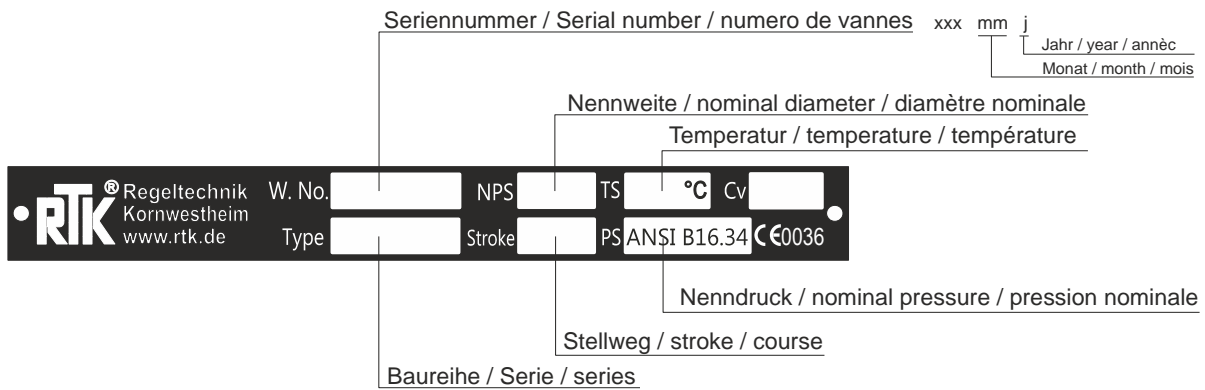 Seriennummer / Serial number / numero de vannes xxx mm j
Jahr / year / annèc
Monat / month / mois
Nennweite / nominal diameter / diamètre nominale
Temperatur / temperature / température
RTK® Regeltechnik Kornwestheim www.rtk.de
W. No. NPS TS °C Cv
Type Stroke PS ANSI B16.34 CE0036
Nenndruck / nominal pressure / pression nominale
Stellweg / stroke / course
Baureihe / Serie / series